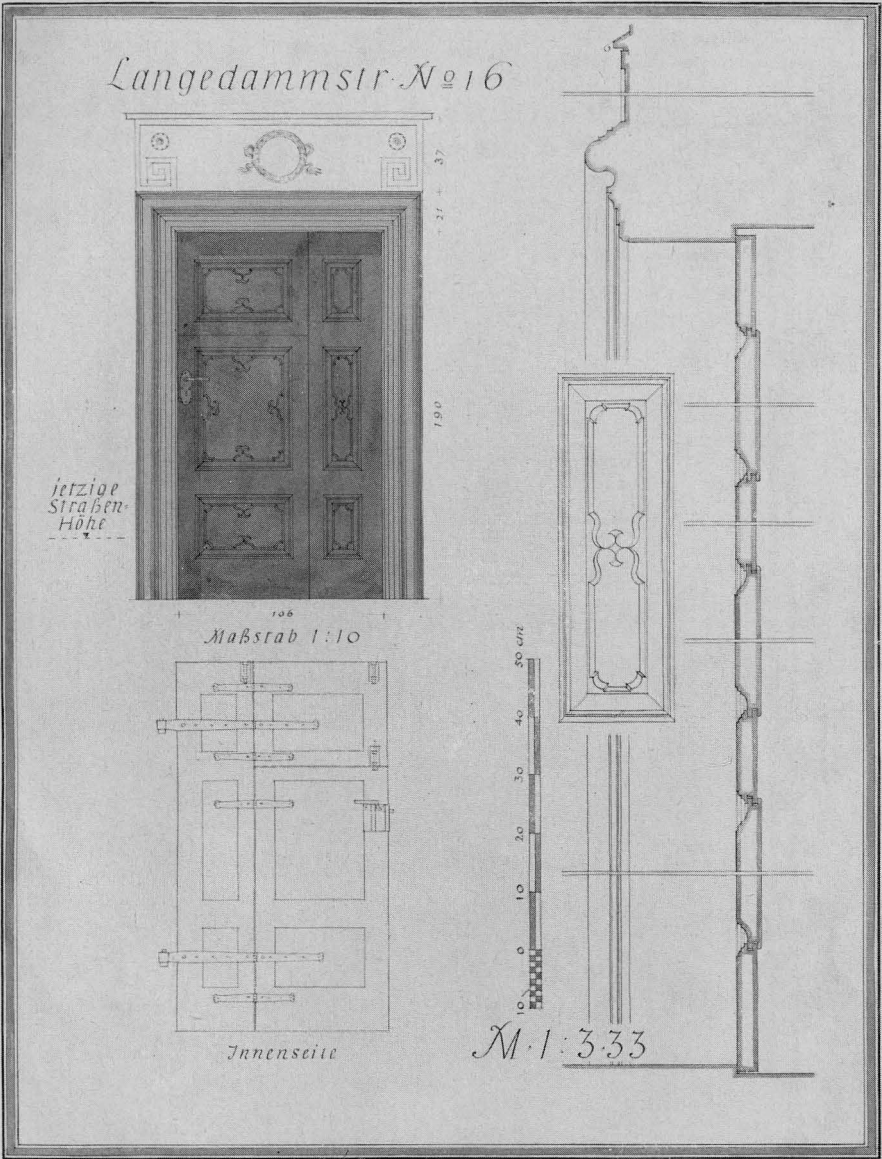 Langedammstr. No 16
37
21
190
jetzige
Straßen=
Höhe
106
Maßstab 1:10
50 cm
40
30
20
10
0
10
Innenseite
M. 1:3.33